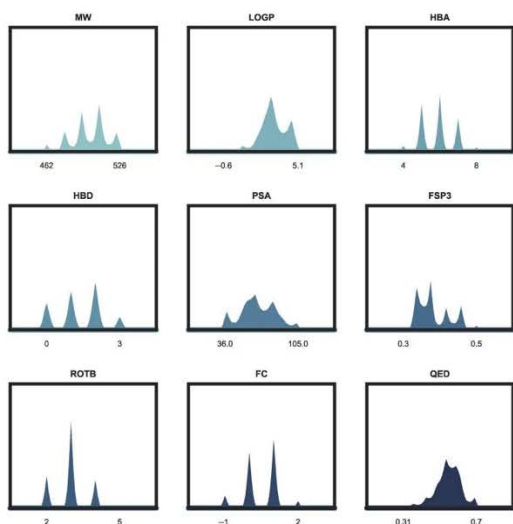 MW LOGP HBA
462 526 −0.6 5.1 4 8
HBD PSA FSP3
0 3 36.0 105.0 0.3 0.5
ROTB FC QED
2 5 −1 2 0.31 0.7